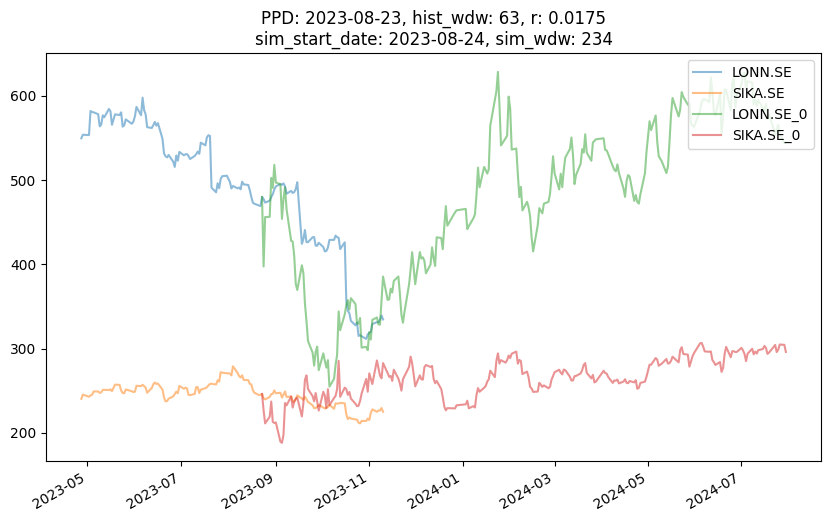 PPD: 2023-08-23, hist_wdw: 63, r: 0.0175
sim_start_date: 2023-08-24, sim_wdw: 234
LONN.SE
SIKA.SE
LONN.SE_0
SIKA.SE_0
600
500
400
300
200
2023-05
2023-07
2023-09
2023-11
2024-01
2024-03
2024-05
2024-07